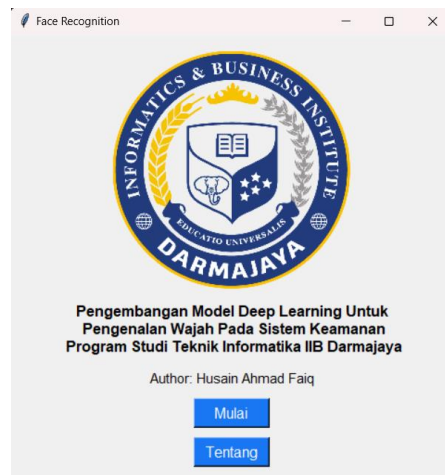 Face Recognition
INFORMATICS & BUSINESS INSTITUTE
EDUCATIO UNIVERSALIS
DARMAJAYA
Pengembangan Model Deep Learning Untuk
Pengenalan Wajah Pada Sistem Keamanan
Program Studi Teknik Informatika IIB Darmajaya
Author: Husain Ahmad Faiq
Mulai
Tentang